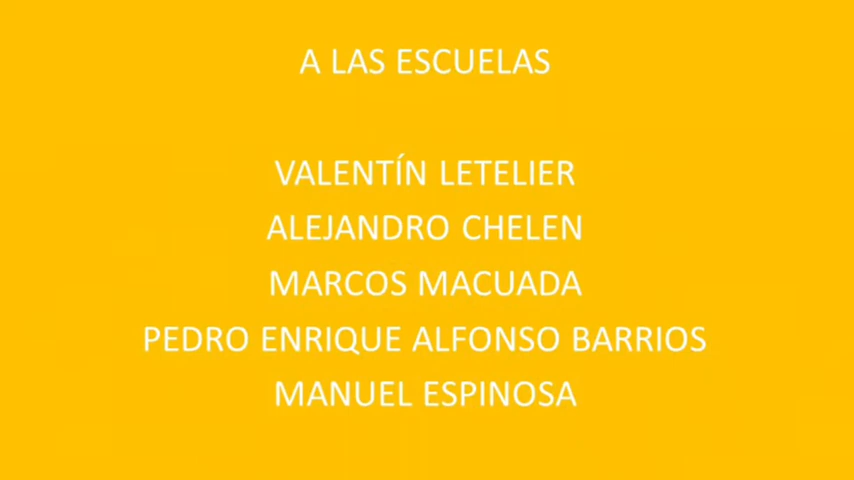 A LAS ESCUELAS
VALENTÍN LETELIER
ALEJANDRO CHELEN
MARCOS MACUADA
PEDRO ENRIQUE ALFONSO BARRIOS
MANUEL ESPINOSA